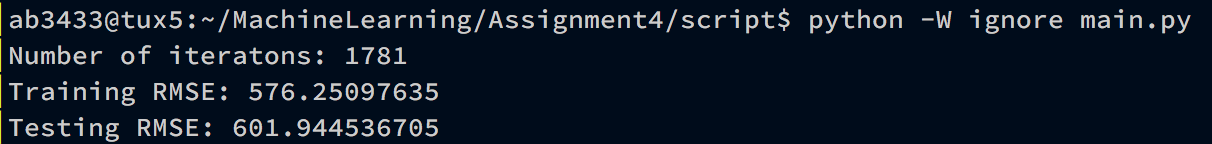 ab3433@tux5:~/MachineLearning/Assignment4/script$ python -W ignore main.py
Number of iteratons: 1781
Training RMSE: 576.25097635
Testing RMSE: 601.944536705